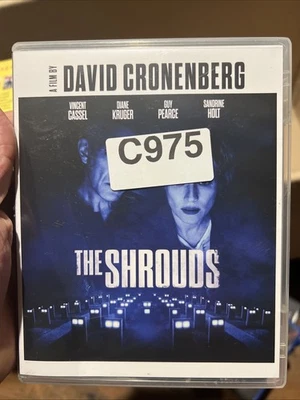 A FILM BY
DAVID CRONENBERG
VINCENT CASSEL
DIANE KRUGER
GUY PEARCE
SANDRINE HOLT
C975
THE SHROUDS